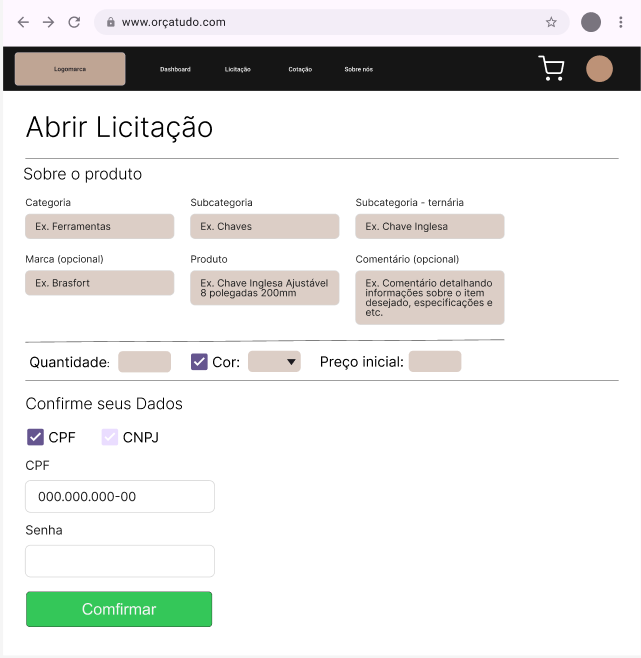 www.orçatudo.com
Logomarca Dashboard Licitação Cotação Sobre nós
Abrir Licitação
Sobre o produto
Categoria Subcategoria Subcategoria - ternária
Ex. Ferramentas Ex. Chaves Ex. Chave Inglesa
Marca (opcional) Produto Comentário (opcional)
Ex. Brasfort
Ex. Chave Inglesa Ajustável
8 polegadas 200mm
Ex. Comentário detalhando
informações sobre o item
desejado, especificações e
etc.
Quantidade: Cor: Preço inicial:
Confirme seus Dados
CPF CNPJ
CPF
000.000.000-00
Senha
Comfirmar